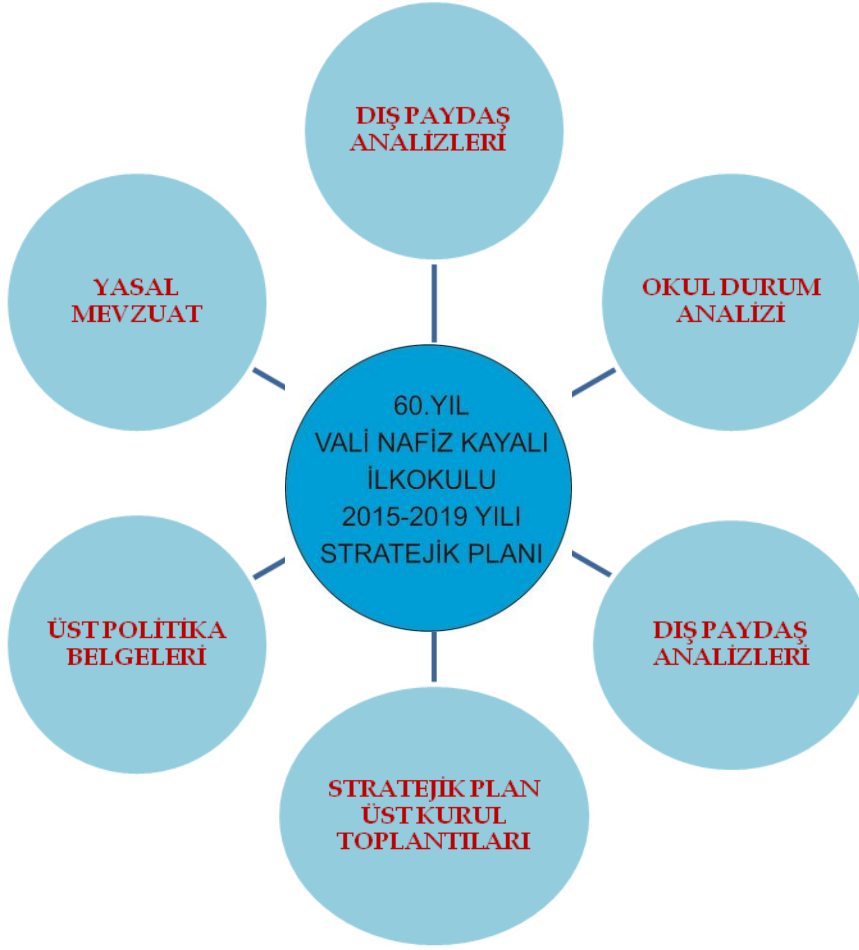 DIŞ PAYDAŞ
ANALİZLERİ
YASAL
MEVZUAT
OKUL DURUM
ANALİZİ
60.YIL
VALİ NAFİZ KAYALI
İLKOKULU
2015-2019 YILI
STRATEJİK PLANI
ÜST POLİTİKA
BELGELERİ
DIŞ PAYDAŞ
ANALİZLERİ
STRATEJİK PLAN
ÜST KURUL
TOPLANTILARI